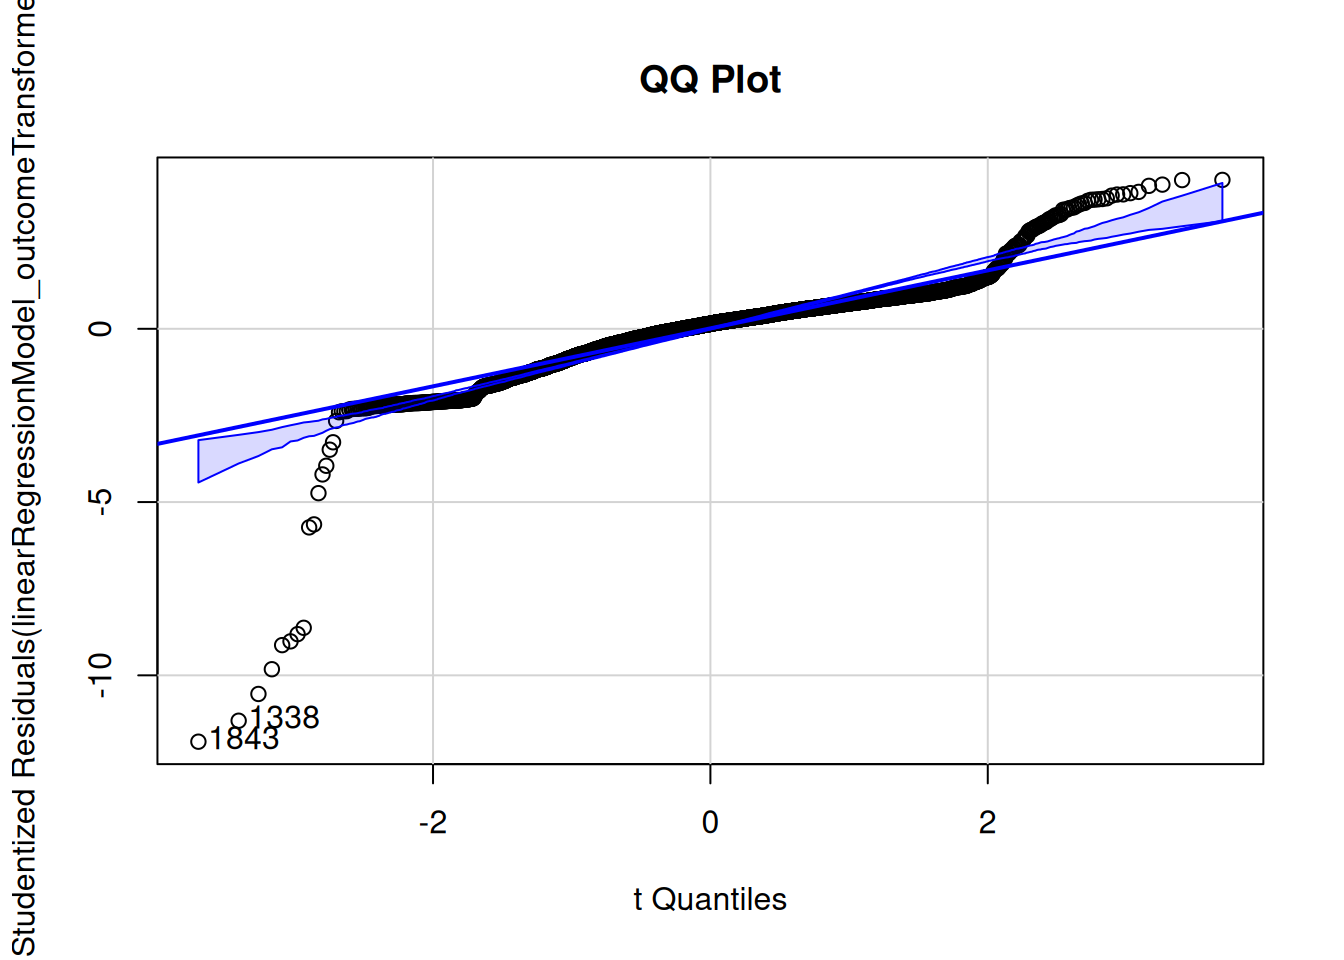 QQ Plot
Studentized Residuals(linearRegressionModel_outcomeTransforme
0
-5
-10
1338
1843
-2 0 2
t Quantiles